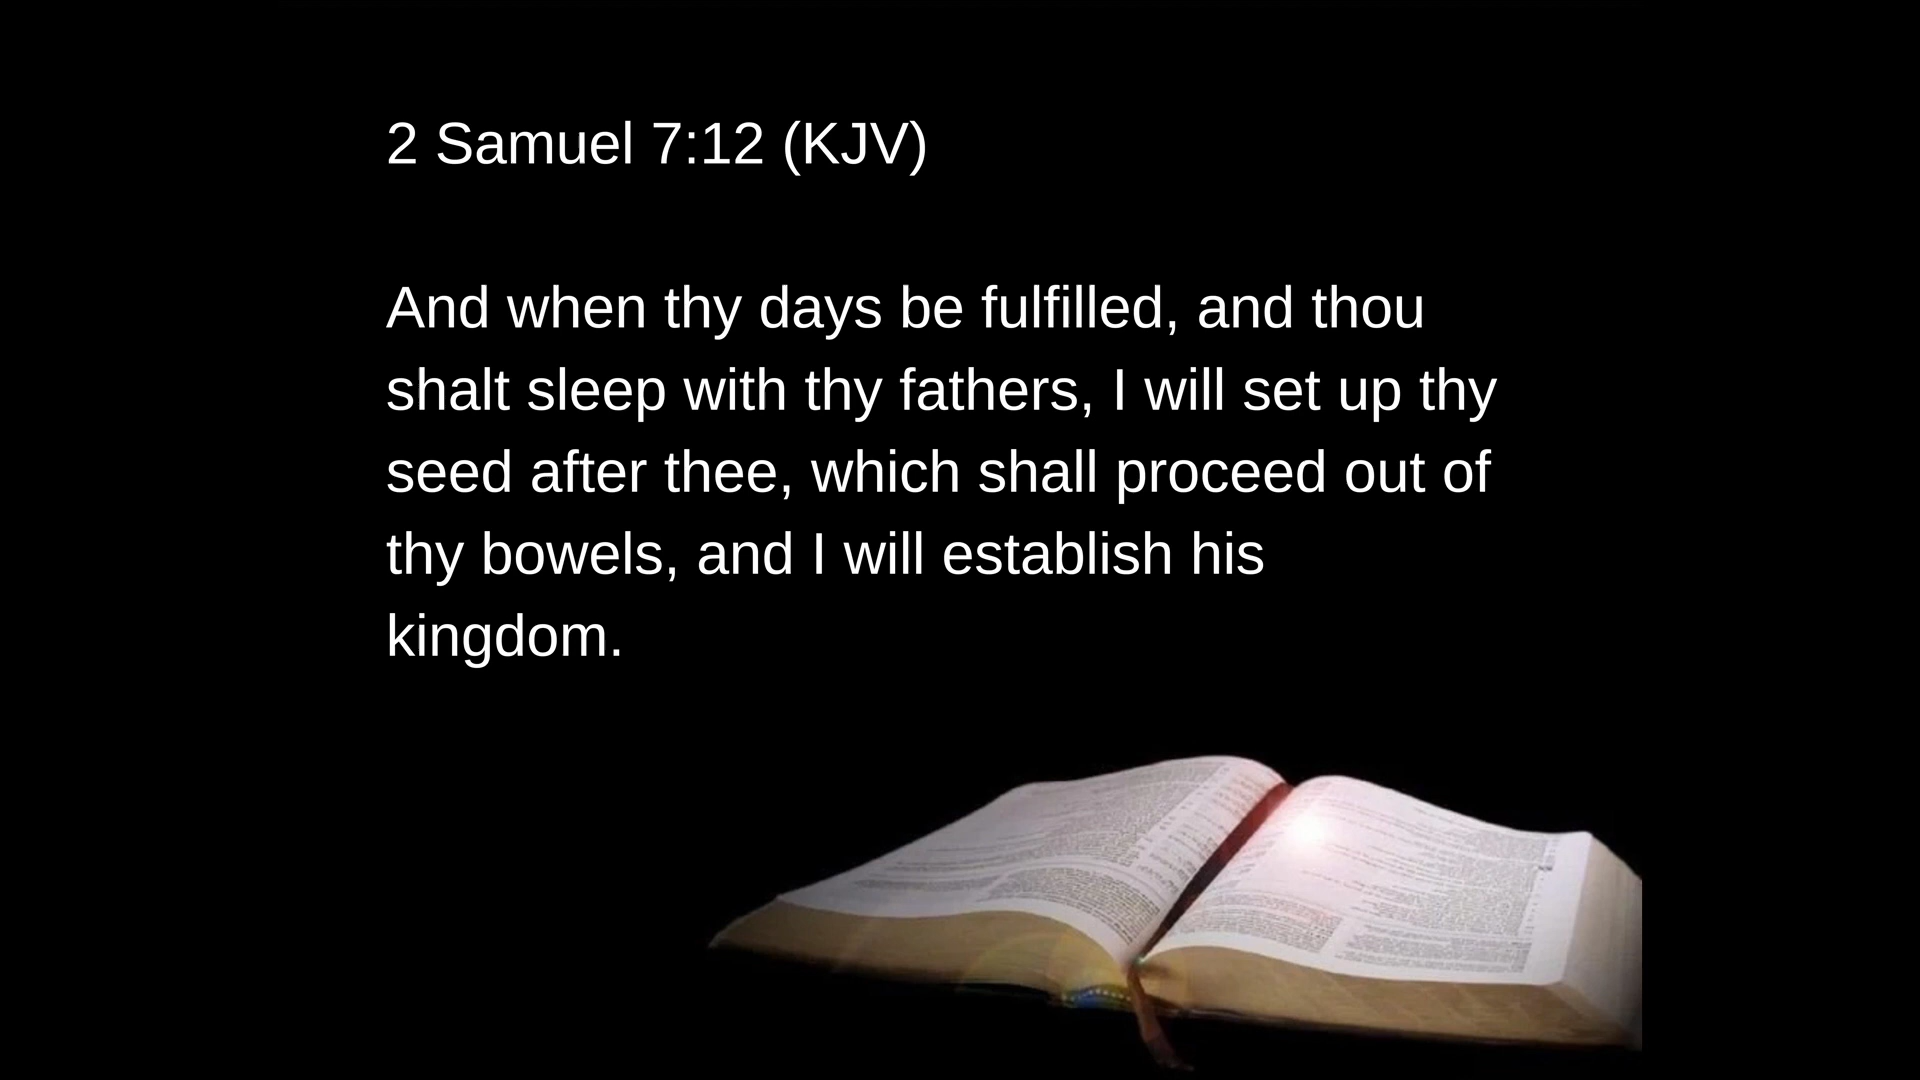 2 Samuel 7:12 (KJV)
And when thy days be fulfilled, and thou
shalt sleep with thy fathers, I will set up thy
seed after thee, which shall proceed out of
thy bowels, and I will establish his
kingdom.